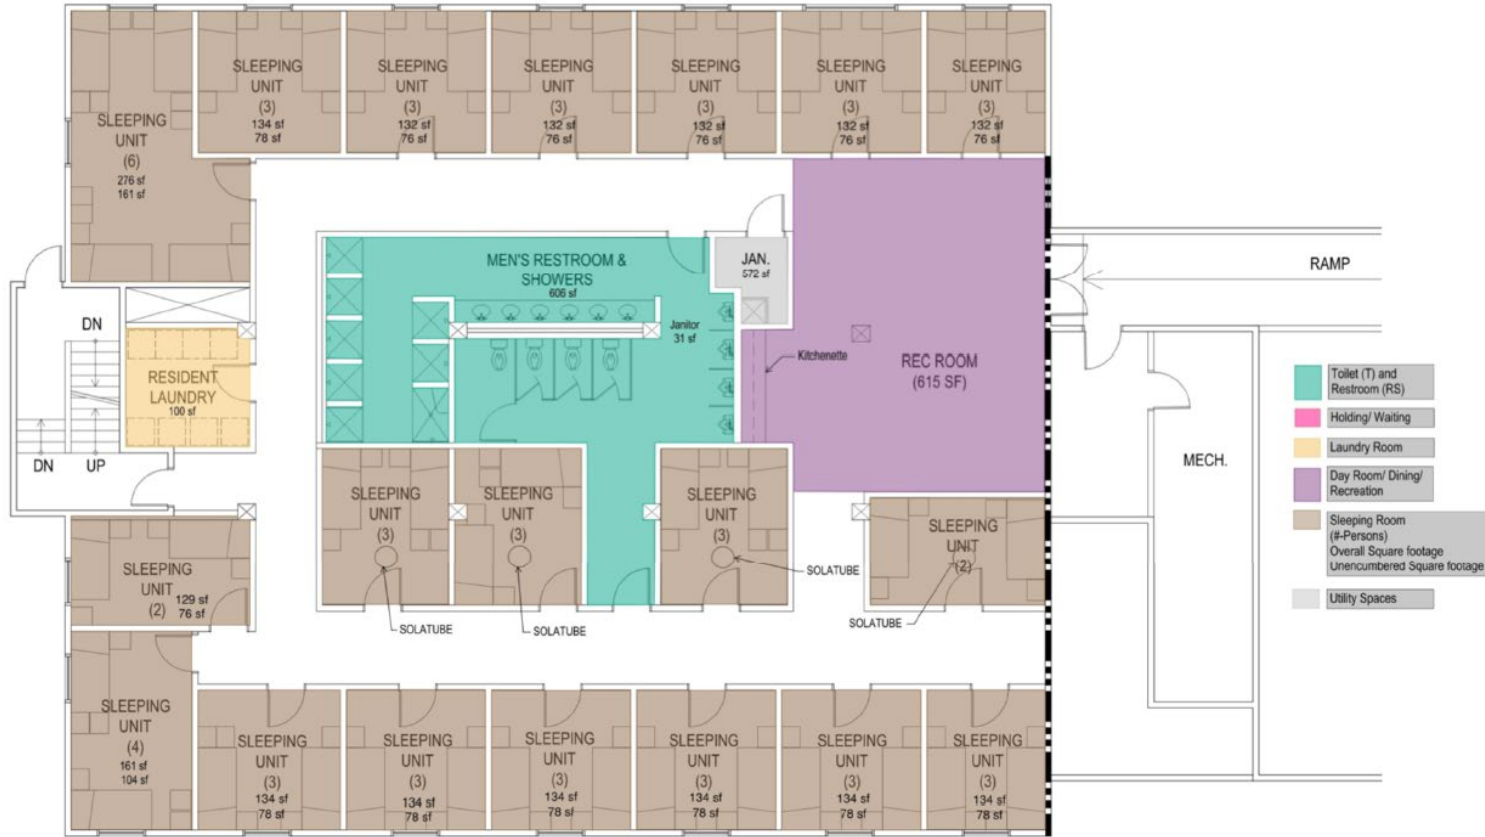 SLEEPING
UNIT
(6)
276 sf
161 sf
SLEEPING
UNIT
(3)
134 sf
78 sf
SLEEPING
UNIT
(3)
132 sf
76 sf
SLEEPING
UNIT
(3)
132 sf
76 sf
SLEEPING
UNIT
(3)
132 sf
76 sf
SLEEPING
UNIT
(3)
132 sf
76 sf
SLEEPING
UNIT
(3)
132 sf
76 sf
MEN'S RESTROOM &
SHOWERS
606 sf
Janitor
31 sf
JAN.
572 sf
Kitchenette
REC ROOM
(615 SF)
RAMP
MECH.
DN
DN
UP
RESIDENT
LAUNDRY
100 sf
SLEEPING
UNIT
(3)
SOLATUBE
SLEEPING
UNIT
(3)
SOLATUBE
SLEEPING
UNIT
(3)
SOLATUBE
SLEEPING
UNIT
(2)
SOLATUBE
SLEEPING
UNIT
(2)
129 sf
76 sf
SLEEPING
UNIT
(4)
161 sf
104 sf
SLEEPING
UNIT
(3)
134 sf
78 sf
SLEEPING
UNIT
(3)
134 sf
78 sf
SLEEPING
UNIT
(3)
134 sf
78 sf
SLEEPING
UNIT
(3)
134 sf
78 sf
SLEEPING
UNIT
(3)
134 sf
78 sf
SLEEPING
UNIT
(3)
134 sf
78 sf
Toilet (T) and
Restroom (RS)
Holding/ Waiting
Laundry Room
Day Room/ Dining/
Recreation
Sleeping Room
(#-Persons)
Overall Square footage
Unencumbered Square footage
Utility Spaces